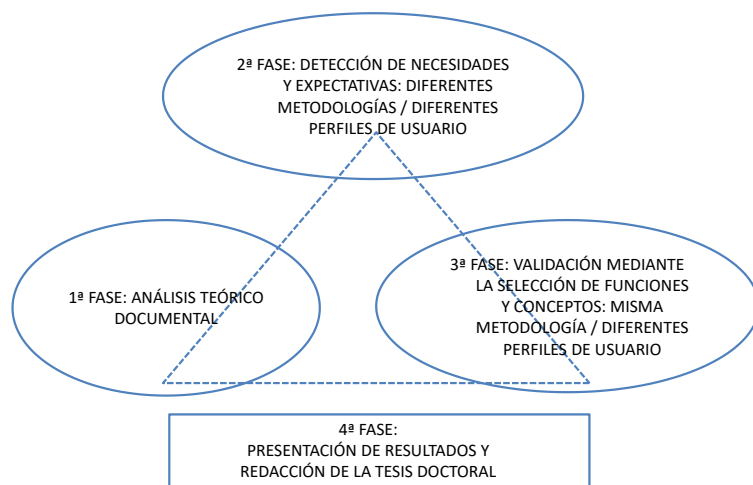 2ª FASE: DETECCIÓN DE NECESIDADES
Y EXPECTATIVAS: DIFERENTES
METODOLOGÍAS / DIFERENTES
PERFILES DE USUARIO
1ª FASE: ANÁLISIS TEÓRICO
DOCUMENTAL
3ª FASE: VALIDACIÓN MEDIANTE
LA SELECCIÓN DE FUNCIONES
Y CONCEPTOS: MISMA
METODOLOGÍA / DIFERENTES
PERFILES DE USUARIO
4ª FASE:
PRESENTACIÓN DE RESULTADOS Y
REDACCIÓN DE LA TESIS DOCTORAL